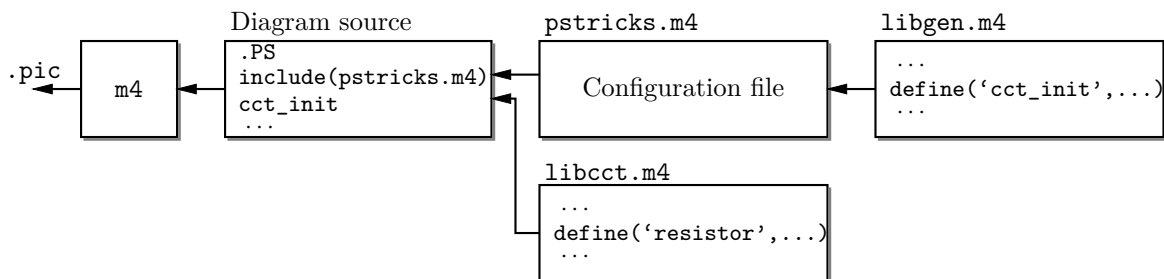 .pic
m4
Diagram source
.PS
include(pstricks.m4)
cct_init
...
pstricks.m4
Configuration file
libgen.m4
...
define(‘cct_init’,...)
...
libcct.m4
...
define(‘resistor’,...)
...